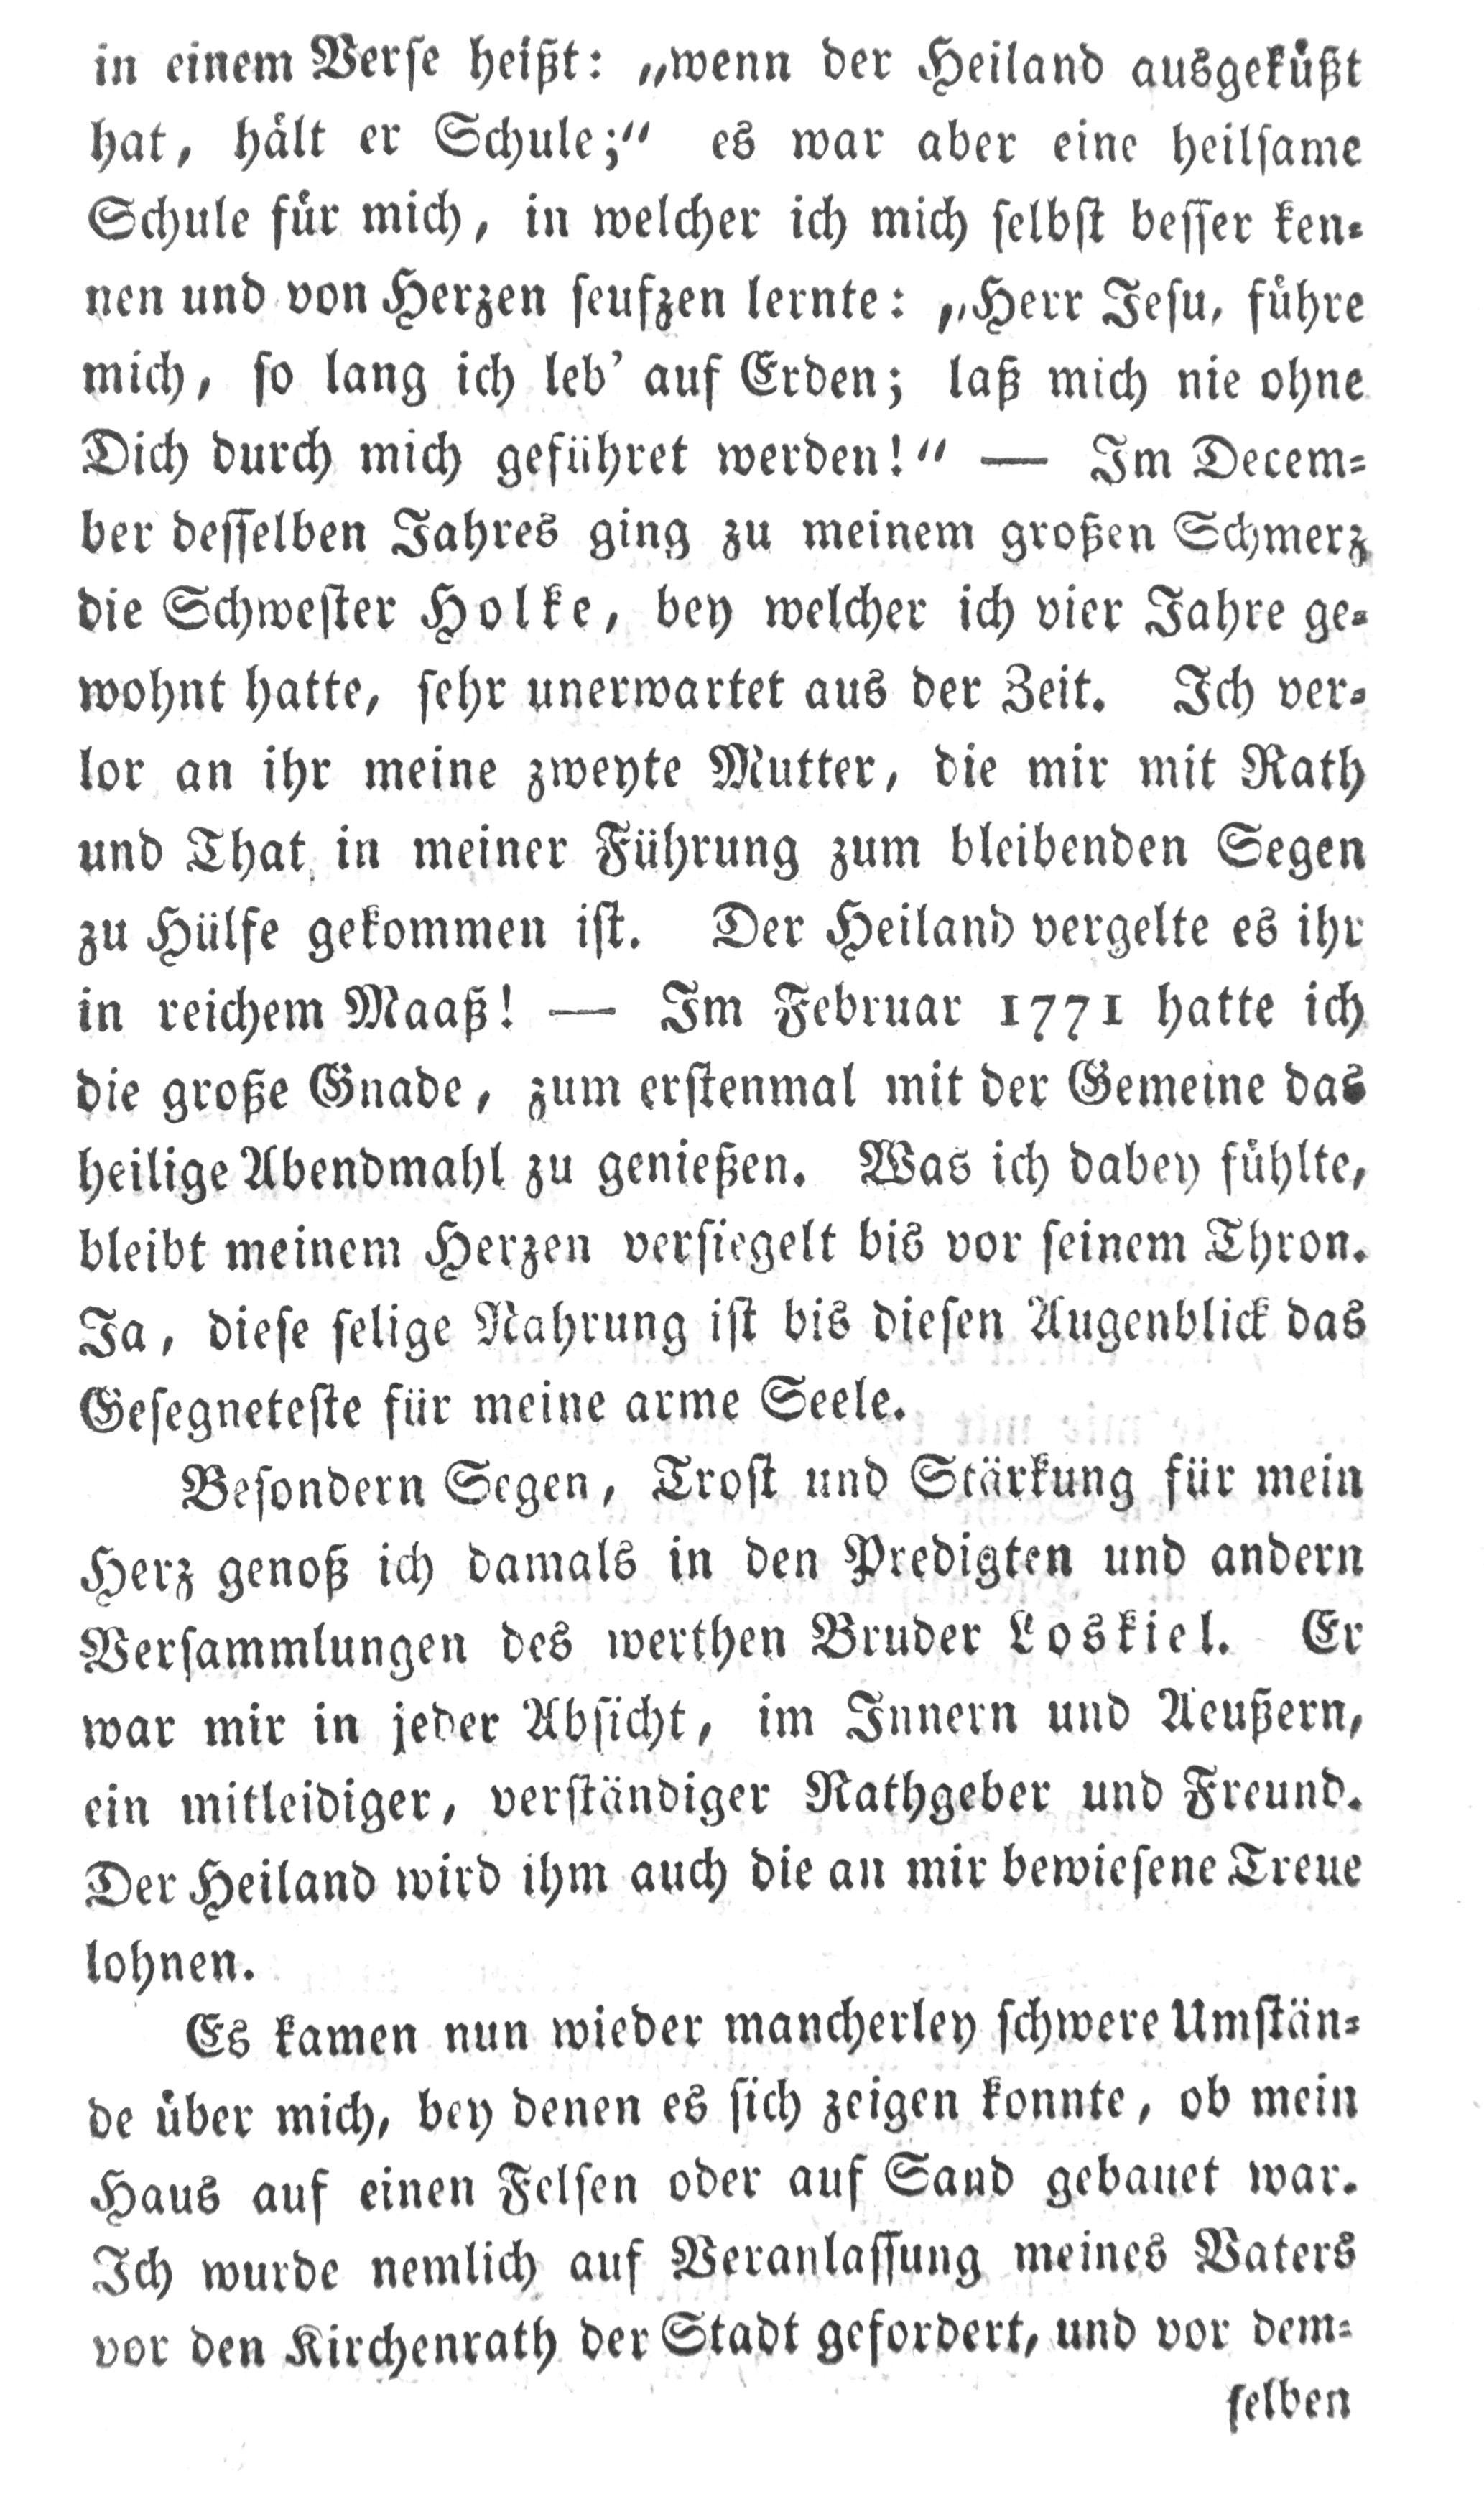 in einem Verse heißt: „wenn der Heiland ausgeküßt
hat, hält er Schule;“ es war aber eine heilsame
Schule für mich, in welcher ich mich selbst besser ken-
nen und von Herzen seufzen lernte: „Herr Jesu, führe
mich, so lang ich leb’ auf Erden; laß mich nie ohne
Dich durch mich geführet werden!“ — Im Decem-
ber desselben Jahres ging zu meinem großen Schmerz
die Schwester Holke, bey welcher ich vier Jahre ge-
wohnt hatte, sehr unerwartet aus der Zeit. Ich ver-
lor an ihr meine zweyte Mutter, die mir mit Rath
und That in meiner Führung zum bleibenden Segen
zu Hülfe gekommen ist. Der Heiland vergelte es ihr
in reichem Maaß! — Im Februar 1771 hatte ich
die große Gnade, zum erstenmal mit der Gemeine das
heilige Abendmahl zu genießen. Was ich dabey fühlte,
bleibt meinem Herzen versiegelt bis vor seinem Thron.
Ja, diese selige Nahrung ist bis diesen Augenblick das
Gesegneteste für meine arme Seele.
Besondern Segen, Trost und Stärkung für mein
Herz genoß ich damals in den Predigten und andern
Versammlungen des werthen Bruder Loskiel. Er
war mir in jeder Absicht, im Innern und Aeußern,
ein mitleidiger, verständiger Rathgeber und Freund.
Der Heiland wird ihm auch die an mir bewiesene Treue
lohnen.
Es kamen nun wieder mancherley schwere Umstän-
de über mich, bey denen es sich zeigen konnte, ob mein
Haus auf einen Felsen oder auf Sand gebauet war.
Ich wurde nemlich auf Veranlassung meines Vaters
vor den Kirchenrath der Stadt gefordert, und vor dem-
selben